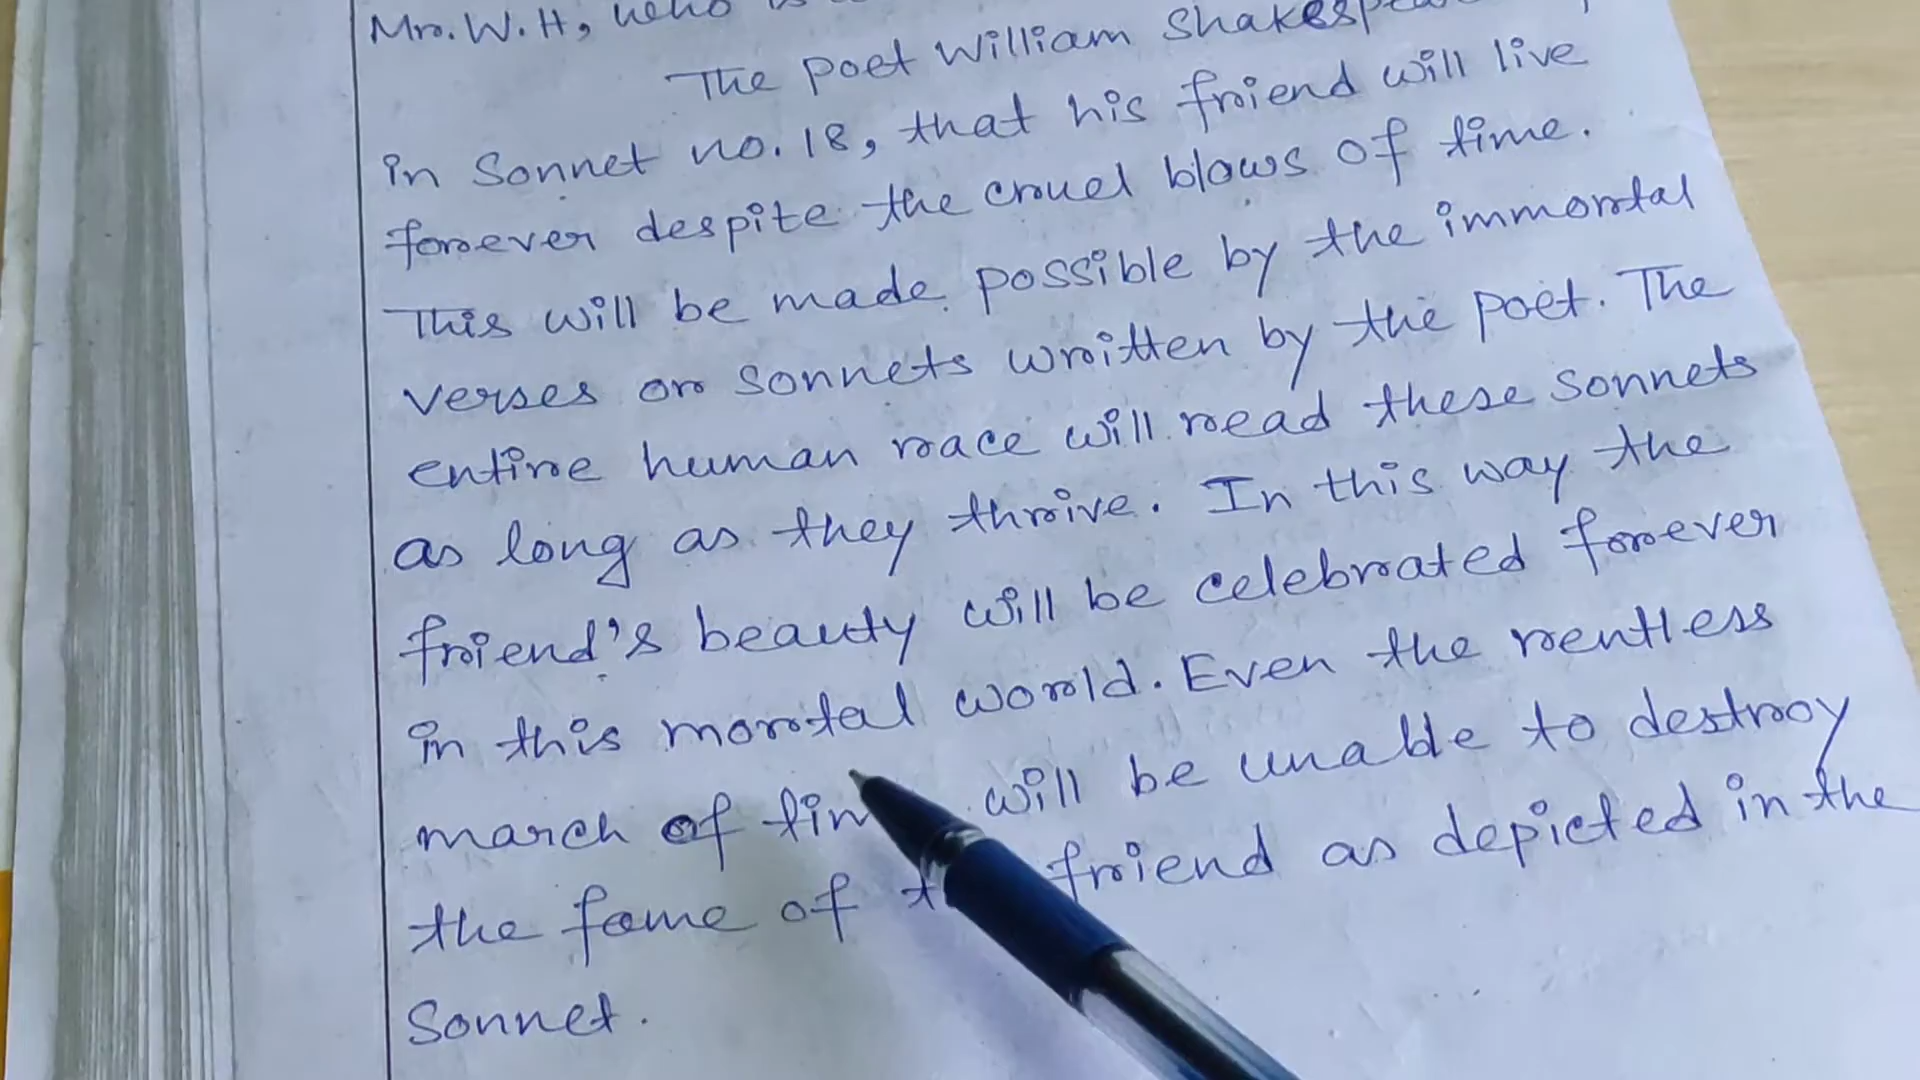 Mr. W. H, who
The poet William Shakespeare
in Sonnet no. 18, that his friend will live
forever despite the cruel blows of time.
This will be made possible by the immortal
verses or sonnets written by the poet. The
entire human race will read these sonnets
as long as they thrive. In this way the
friend's beauty will be celebrated forever
in this mortal world. Even the rentless
march of tim will be unable to destroy
the fame of friend as depicted in the
Sonnet.